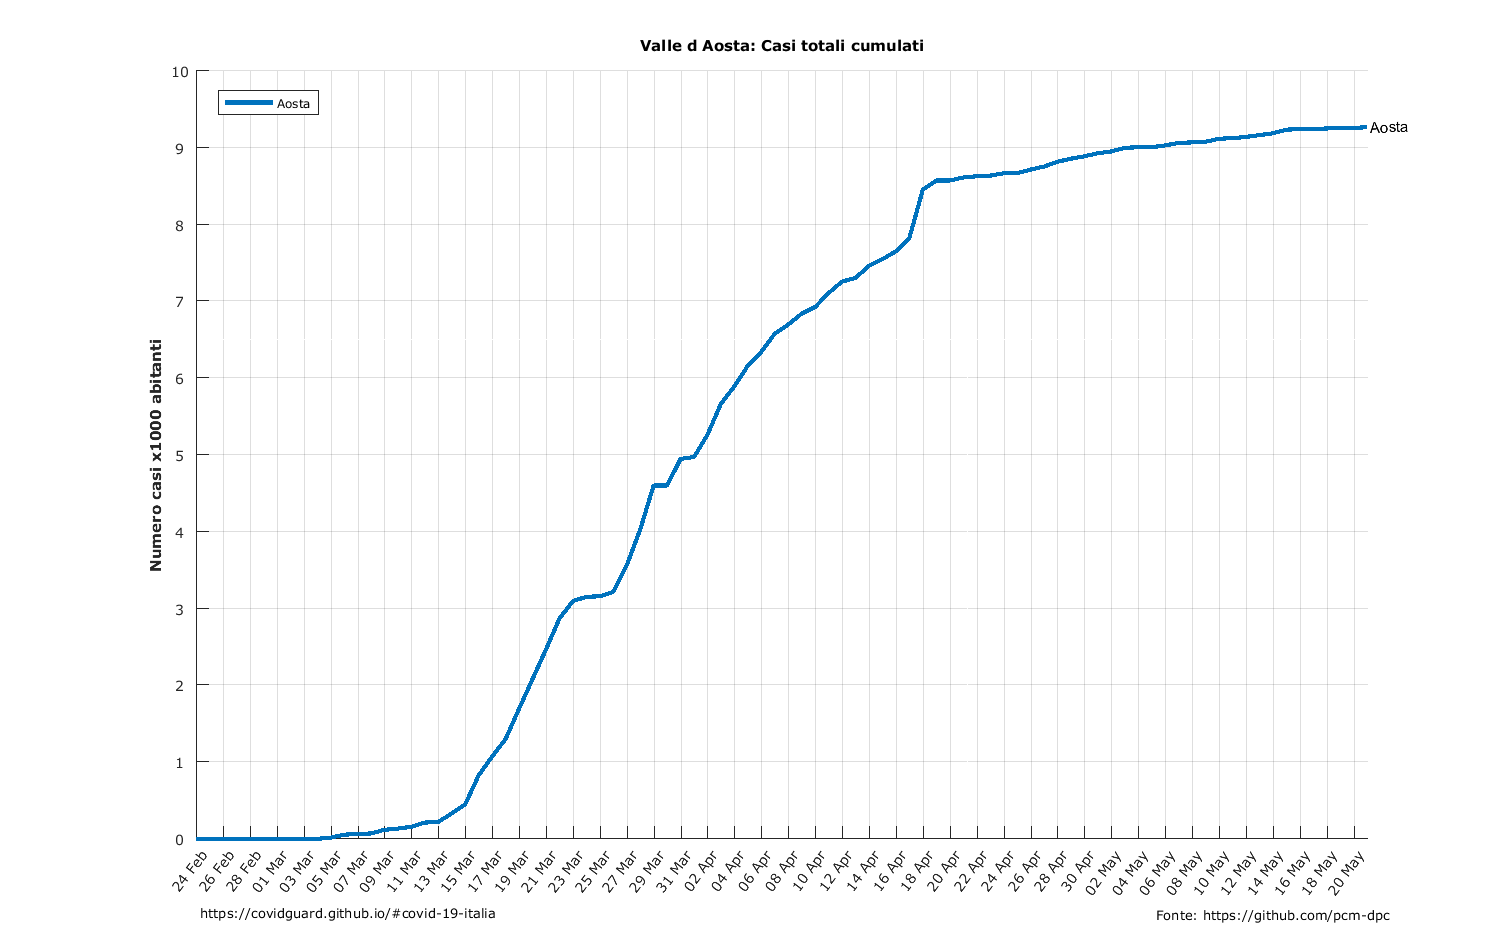 Valle d Aosta: Casi totali cumulati
Aosta
Aosta
Numero casi x1000 abitanti
10
9
8
7
6
5
4
3
2
1
0
24 Feb
26 Feb
28 Feb
01 Mar
03 Mar
05 Mar
07 Mar
09 Mar
11 Mar
13 Mar
15 Mar
17 Mar
19 Mar
21 Mar
23 Mar
25 Mar
27 Mar
29 Mar
31 Mar
02 Apr
04 Apr
06 Apr
08 Apr
10 Apr
12 Apr
14 Apr
16 Apr
18 Apr
20 Apr
22 Apr
24 Apr
26 Apr
28 Apr
30 Apr
02 May
04 May
06 May
08 May
10 May
12 May
14 May
16 May
18 May
20 May
https://covidguard.github.io/#covid-19-italia
Fonte: https://github.com/pcm-dpc